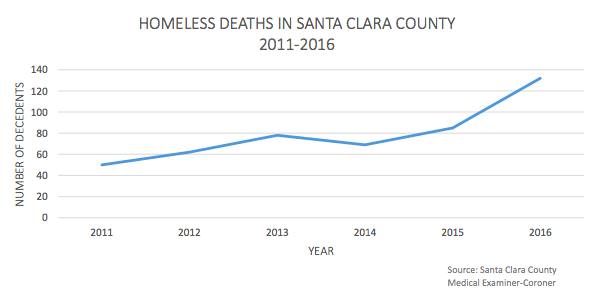 HOMELESS DEATHS IN SANTA CLARA COUNTY
2011-2016
NUMBER OF DECEDENTS
140
120
100
80
60
40
20
0
2011 2012 2013 2014 2015 2016
YEAR
Source: Santa Clara County
Medical Examiner-Coroner